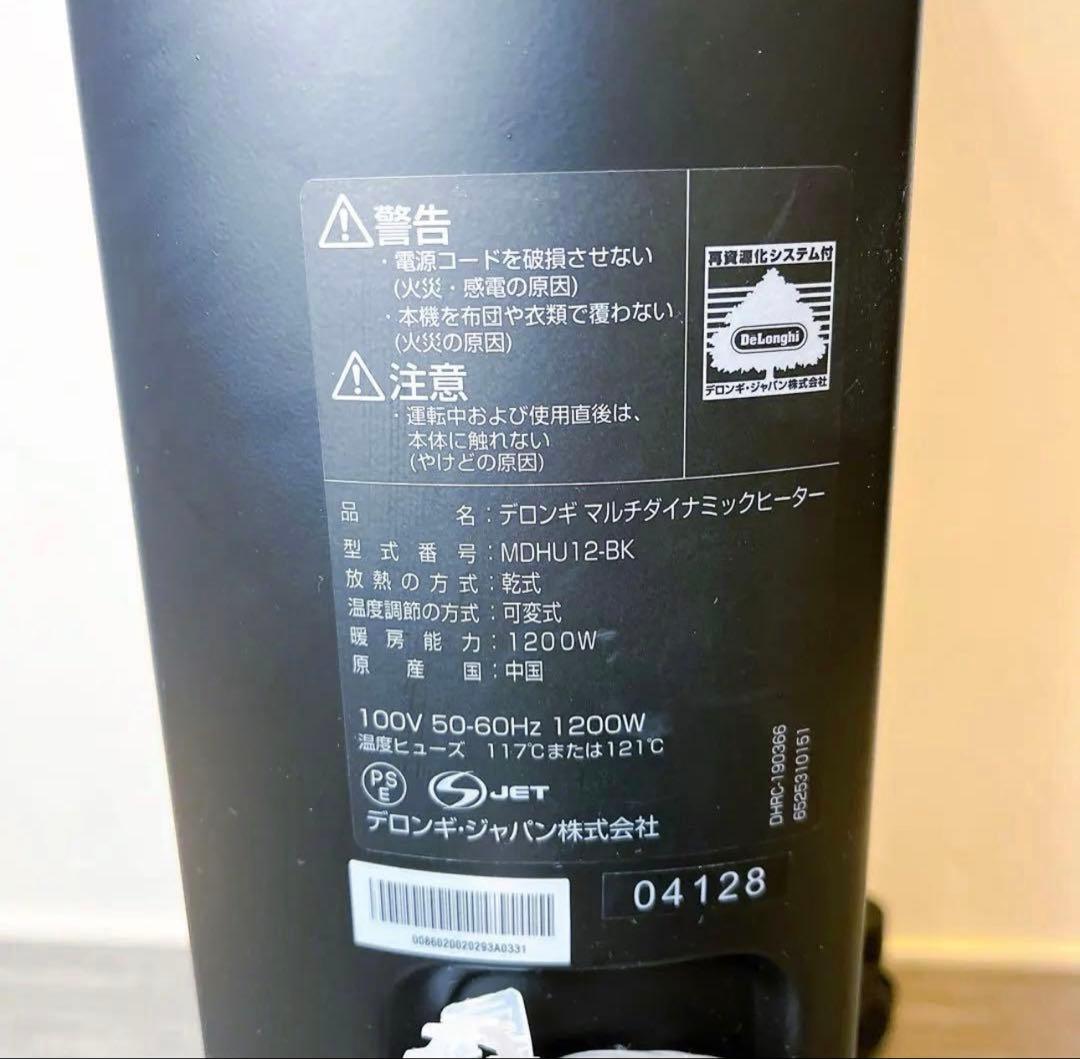 警告
・電源コードを破損させない
(火災・感電の原因)
・本機を布団や衣類で覆わない
(火災の原因)
注意
・運転中および使用直後は、
本体に触れない
(やけどの原因)
再資源化システム付
DeLonghi
デロンギ・ジャパン株式会社
品名：デロンギ マルチダイナミックヒーター
型式番号：MDHU12-BK
放熱の方式：乾式
温度調節の方式：可変式
暖房能力：1200W
原産国：中国
100V 50-60Hz 1200W
温度ヒューズ 117℃または121℃
PSE
JET
デロンギ・ジャパン株式会社
DHRC-190366
6525310151
0086020020293A0331
04128